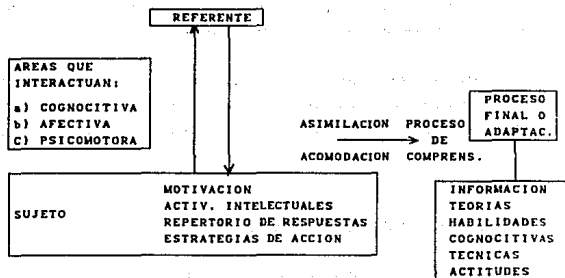 REFERENTE
AREAS QUE
INTERACTUAN:
a) COGNOCITIVA
b) AFECTIVA
C) PSICOMOTORA
ASIMILACION PROCESO
DE
ACOMODACION COMPRENS.
PROCESO
FINAL O
ADAPTAC.
SUJETO
MOTIVACION
ACTIV. INTELECTUALES
REPERTORIO DE RESPUESTAS
ESTRATEGIAS DE ACCION
INFORMACION
TEORIAS
HABILIDADES
COGNOCITIVAS
TECNICAS
ACTITUDES